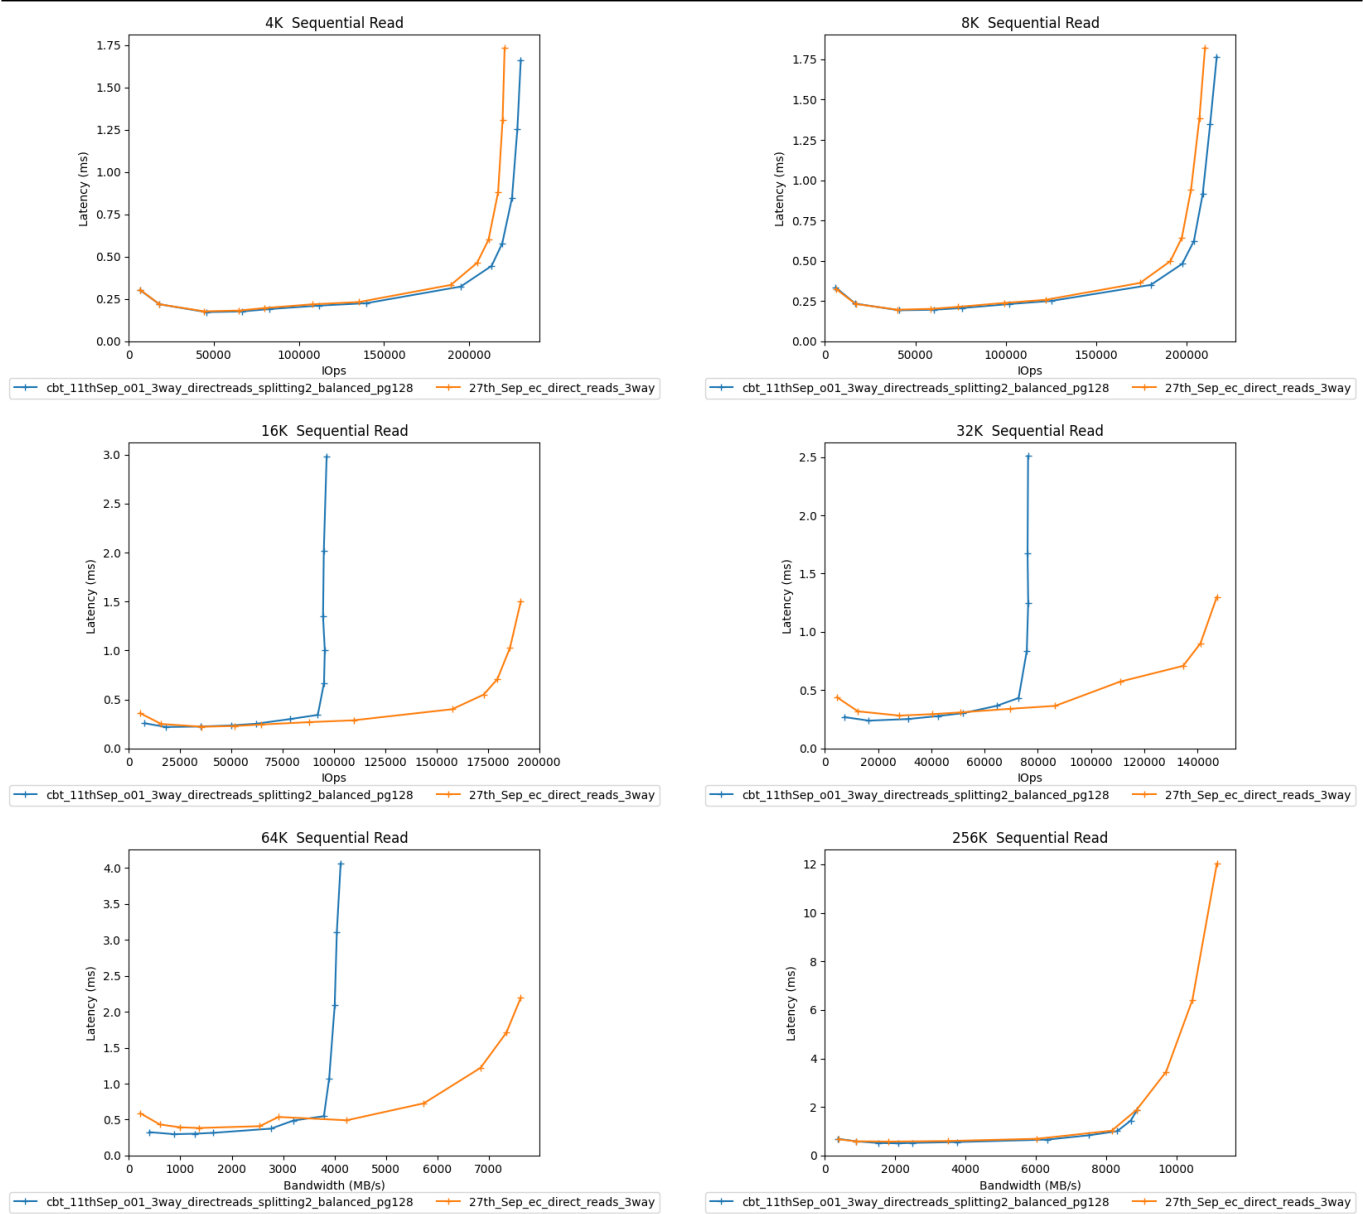 4K  Sequential Read
Latency (ms)
1.75
1.50
1.25
1.00
0.75
0.50
0.25
0.00
0 50000 100000 150000 200000
IOps
cbt_11thSep_o01_3way_directreads_splitting2_balanced_pg128 27th_Sep_ec_direct_reads_3way
8K  Sequential Read
Latency (ms)
1.75
1.50
1.25
1.00
0.75
0.50
0.25
0.00
0 50000 100000 150000 200000
IOps
cbt_11thSep_o01_3way_directreads_splitting2_balanced_pg128 27th_Sep_ec_direct_reads_3way
16K  Sequential Read
Latency (ms)
3.0
2.5
2.0
1.5
1.0
0.5
0.0
0 25000 50000 75000 100000 125000 150000 175000 200000
IOps
cbt_11thSep_o01_3way_directreads_splitting2_balanced_pg128 27th_Sep_ec_direct_reads_3way
32K  Sequential Read
Latency (ms)
2.5
2.0
1.5
1.0
0.5
0.0
0 20000 40000 60000 80000 100000 120000 140000
IOps
cbt_11thSep_o01_3way_directreads_splitting2_balanced_pg128 27th_Sep_ec_direct_reads_3way
64K  Sequential Read
Latency (ms)
4.0
3.5
3.0
2.5
2.0
1.5
1.0
0.5
0.0
0 1000 2000 3000 4000 5000 6000 7000
Bandwidth (MB/s)
cbt_11thSep_o01_3way_directreads_splitting2_balanced_pg128 27th_Sep_ec_direct_reads_3way
256K  Sequential Read
Latency (ms)
12
10
8
6
4
2
0
0 2000 4000 6000 8000 10000
Bandwidth (MB/s)
cbt_11thSep_o01_3way_directreads_splitting2_balanced_pg128 27th_Sep_ec_direct_reads_3way